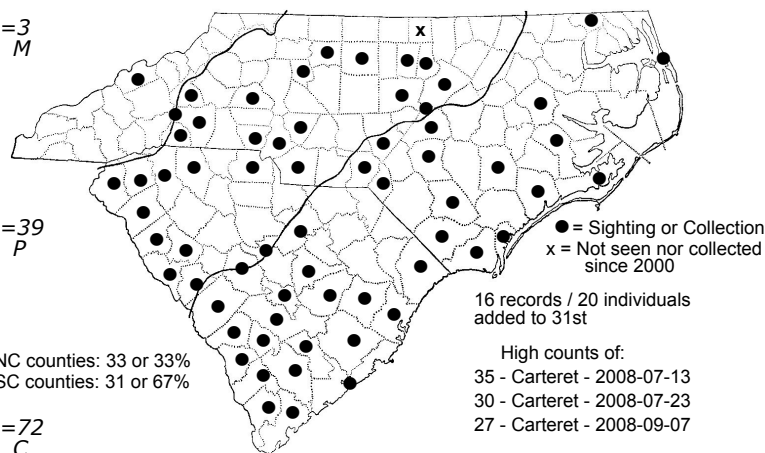 =3
M
x
=39
P
● = Sighting or Collection
x = Not seen nor collected
since 2000
16 records / 20 individuals
added to 31st
NC counties: 33 or 33%
SC counties: 31 or 67%
High counts of:
35 - Carteret - 2008-07-13
30 - Carteret - 2008-07-23
27 - Carteret - 2008-09-07
=72
C